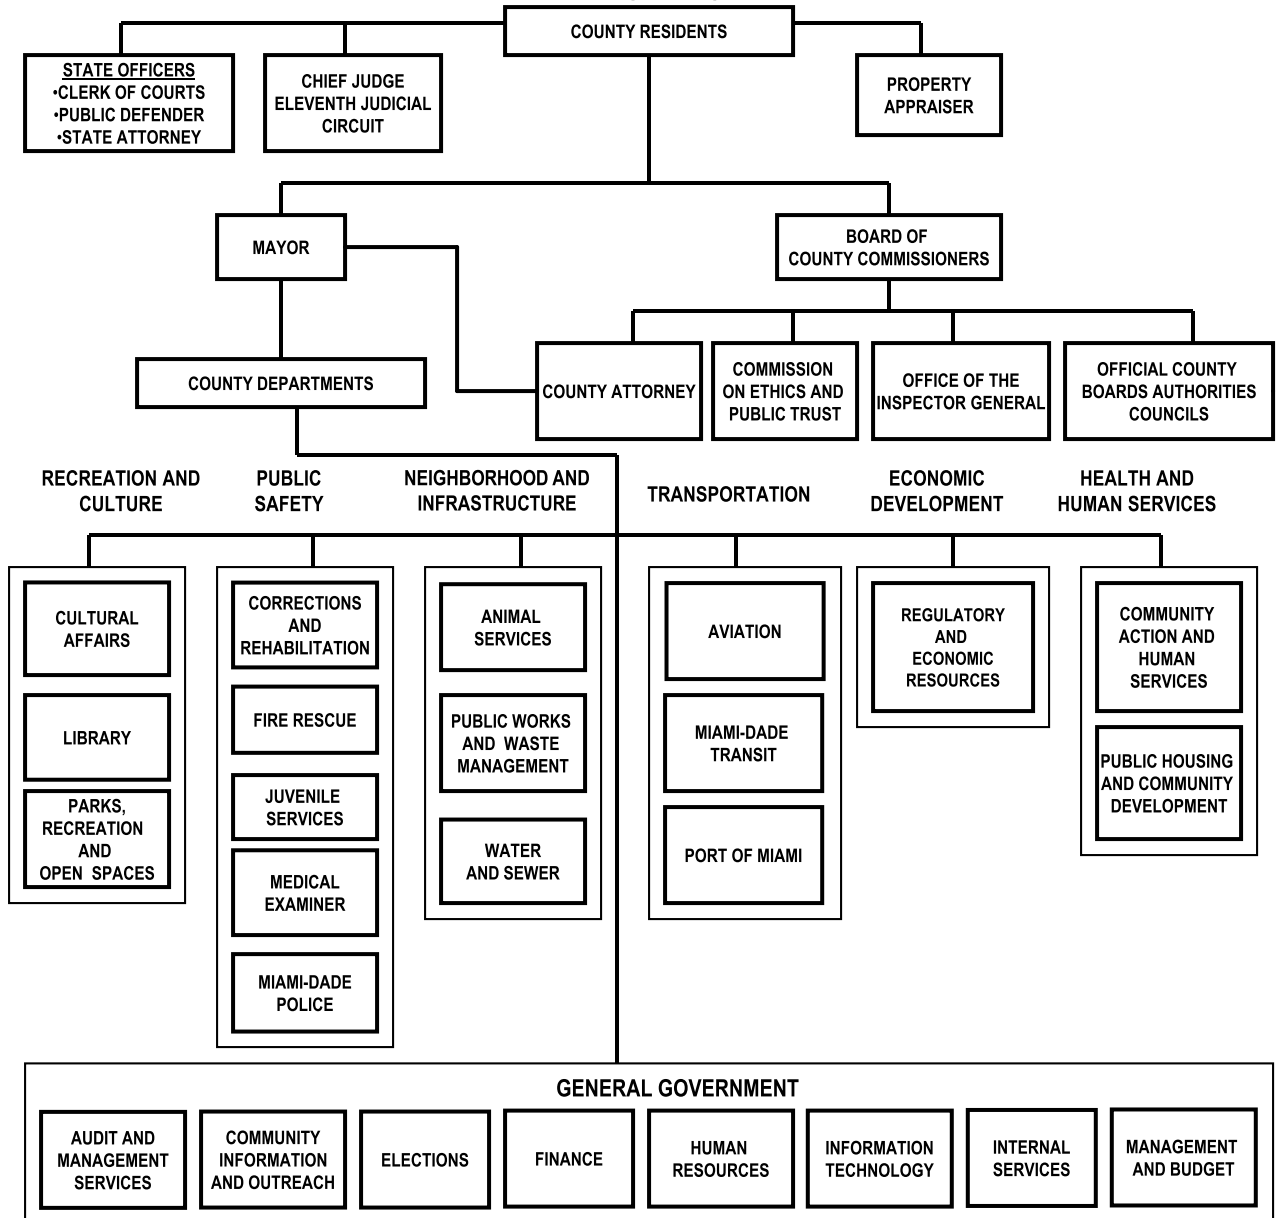 COUNTY RESIDENTS
STATE OFFICERS
•CLERK OF COURTS
•PUBLIC DEFENDER
•STATE ATTORNEY
CHIEF JUDGE
ELEVENTH JUDICIAL
CIRCUIT
PROPERTY
APPRAISER
MAYOR
BOARD OF
COUNTY COMMISSIONERS
COUNTY DEPARTMENTS
COUNTY ATTORNEY
COMMISSION
ON ETHICS AND
PUBLIC TRUST
OFFICE OF THE
INSPECTOR GENERAL
OFFICIAL COUNTY
BOARDS AUTHORITIES
COUNCILS
RECREATION AND
CULTURE
PUBLIC
SAFETY
NEIGHBORHOOD AND
INFRASTRUCTURE
TRANSPORTATION
ECONOMIC
DEVELOPMENT
HEALTH AND
HUMAN SERVICES
CULTURAL
AFFAIRS
LIBRARY
PARKS,
RECREATION
AND
OPEN SPACES
CORRECTIONS
AND
REHABILITATION
FIRE RESCUE
JUVENILE
SERVICES
MEDICAL
EXAMINER
MIAMI-DADE
POLICE
ANIMAL
SERVICES
PUBLIC WORKS
AND WASTE
MANAGEMENT
WATER
AND SEWER
AVIATION
MIAMI-DADE
TRANSIT
PORT OF MIAMI
REGULATORY
AND
ECONOMIC
RESOURCES
COMMUNITY
ACTION AND
HUMAN
SERVICES
PUBLIC HOUSING
AND COMMUNITY
DEVELOPMENT
GENERAL GOVERNMENT
AUDIT AND
MANAGEMENT
SERVICES
COMMUNITY
INFORMATION
AND OUTREACH
ELECTIONS
FINANCE
HUMAN
RESOURCES
INFORMATION
TECHNOLOGY
INTERNAL
SERVICES
MANAGEMENT
AND BUDGET